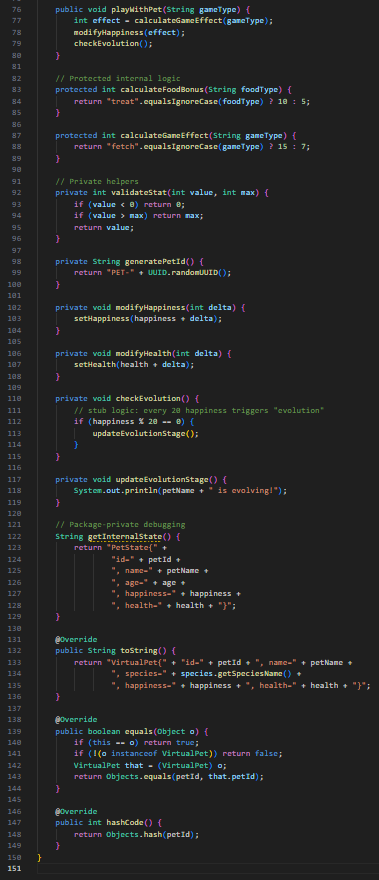 76 public void playWithPet(String gameType) {
77 int effect = calculateGameEffect(gameType);
78 modifyHappiness(effect);
79 checkEvolution();
80 }
81
82 // Protected internal logic
83 protected int calculateFoodBonus(String foodType) {
84 return "treat".equalsIgnoreCase(foodType) ? 10 : 5;
85 }
86
87 protected int calculateGameEffect(String gameType) {
88 return "fetch".equalsIgnoreCase(gameType) ? 15 : 7;
89 }
90
91 // Private helpers
92 private int validateStat(int value, int max) {
93 if (value < 0) return 0;
94 if (value > max) return max;
95 return value;
96 }
97
98 private String generatePetId() {
99 return "PET-" + UUID.randomUUID();
100 }
101
102 private void modifyHappiness(int delta) {
103 setHappiness(happiness + delta);
104 }
105
106 private void modifyHealth(int delta) {
107 setHealth(health + delta);
108 }
109
110 private void checkEvolution() {
111 // stub logic: every 20 happiness triggers "evolution"
112 if (happiness % 20 == 0) {
113 updateEvolutionStage();
114 }
115 }
116
117 private void updateEvolutionStage() {
118 System.out.println(petName + " is evolving!");
119 }
120
121 // Package-private debugging
122 String getInternalState() {
123 return "PetState{" +
124 "id=" + petId +
125 ", name=" + petName +
126 ", age=" + age +
127 ", happiness=" + happiness +
128 ", health=" + health + "}";
129 }
130
131 @Override
132 public String toString() {
133 return "VirtualPet{" + "id=" + petId + ", name=" + petName +
134 ", species=" + species.getSpeciesName() +
135 ", happiness=" + happiness + ", health=" + health + "}";
136 }
137
138 @Override
139 public boolean equals(Object o) {
140 if (this == o) return true;
141 if (!(o instanceof VirtualPet)) return false;
142 VirtualPet that = (VirtualPet) o;
143 return Objects.equals(petId, that.petId);
144 }
145
146 @Override
147 public int hashCode() {
148 return Objects.hash(petId);
149 }
150 }
151